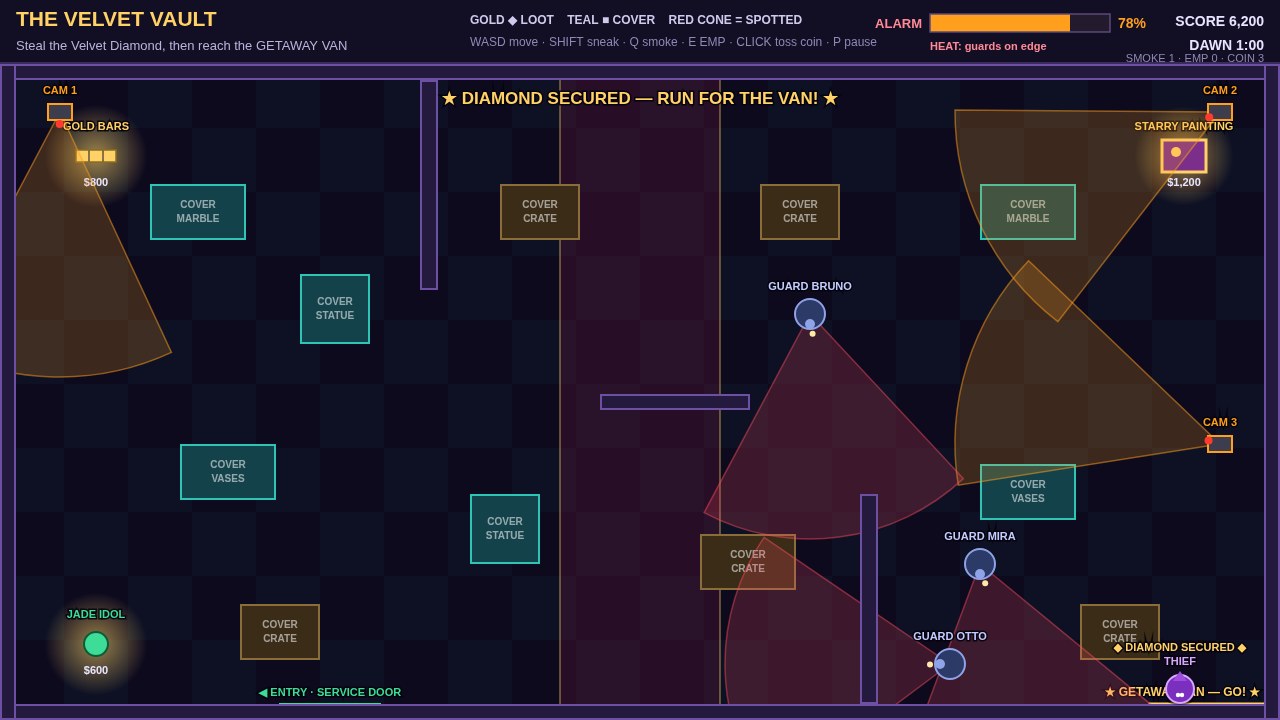 THE VELVET VAULT
Steal the Velvet Diamond, then reach the GETAWAY VAN
GOLD ◆ LOOT TEAL ■ COVER RED CONE = SPOTTED
WASD move · SHIFT sneak · Q smoke · E EMP · CLICK toss coin · P pause
ALARM 78%
HEAT: guards on edge
SCORE 6,200
DAWN 1:00
SMOKE 1 · EMP 0 · COIN 3
★ DIAMOND SECURED — RUN FOR THE VAN! ★
CAM 1
GOLD BARS
$800
CAM 2
STARRY PAINTING
$1,200
COVER
MARBLE
COVER
CRATE
COVER
CRATE
COVER
MARBLE
COVER
STATUE
GUARD BRUNO
CAM 3
COVER
VASES
COVER
STATUE
COVER
VASES
COVER
CRATE
GUARD MIRA
JADE IDOL
$600
COVER
CRATE
GUARD OTTO
COVER
CRATE
◆ DIAMOND SECURED ◆
THIEF
◀ ENTRY · SERVICE DOOR
★ — GO! ★